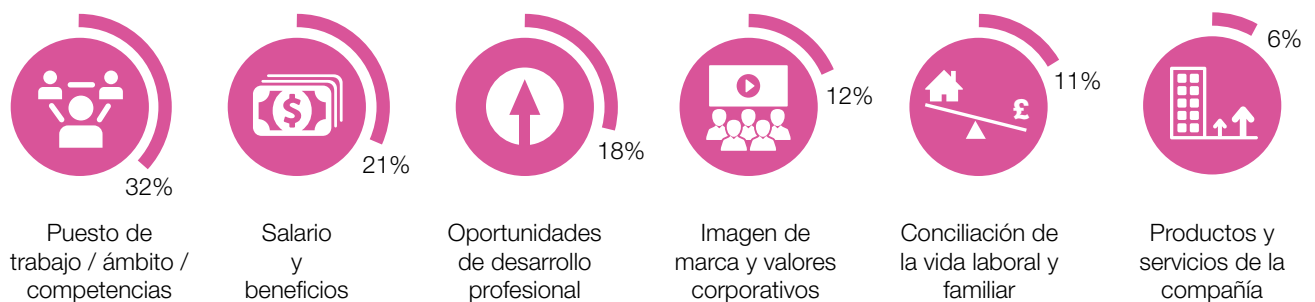 32%
21%
18%
12%
11%
6%
$
£
Puesto de
trabajo / ámbito /
competencias
Salario
y
beneficios
Oportunidades
de desarrollo
profesional
Imagen de
marca y valores
corporativos
Conciliación de
la vida laboral y
familiar
Productos y
servicios de la
compañía